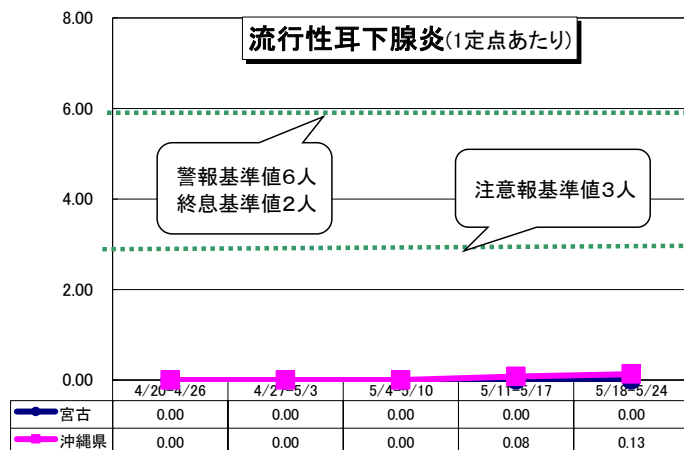 流行性耳下腺炎(1定点あたり)
8.00
6.00
4.00
2.00
0.00
警報基準値6人
終息基準値2人
注意報基準値3人
4/20-4/26 4/27-5/3 5/4-5/10 5/11-5/17 5/18-5/24
宮古 0.00 0.00 0.00 0.00 0.00
沖縄県 0.00 0.00 0.00 0.08 0.13